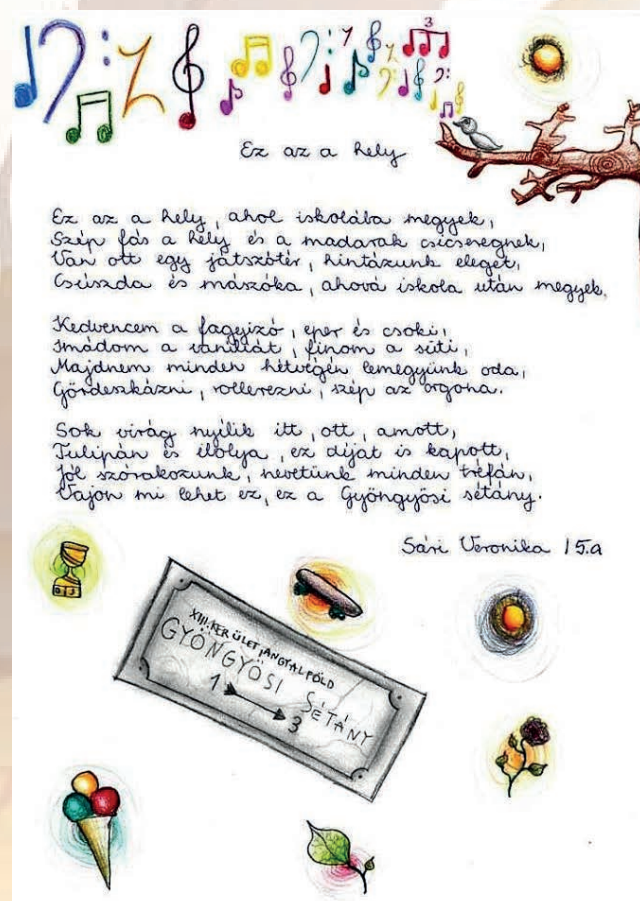 3
Ez az a hely
Ez az a hely, ahol iskolába megyek,
Szép fás a hely és a madarak csicseregnek,
Van ott egy játszótér, hintázunk eleget,
Csúszda és mászóka, ahová iskola után megyek.
Kedvencem a fagyizó, eper és csoki,
Imádom a vaníliát, finom a süti,
Majdnem minden hétvégén lemegyünk oda,
Gördeszkázni, rollerezni, szép az orgona.
Sok virág nyílik itt, ott, amott,
Tulipán és ibolya, ez díját is kapott,
Jól szórakozunk, nevetünk minden tréfán,
Vajon mi lehet ez, ez a Gyöngyösi sétány.
Sári Veronika 15.a
XIII. KERÜLET, ANGYALFÖLD
GYÖNGYÖSI SÉTÁNY
1 3